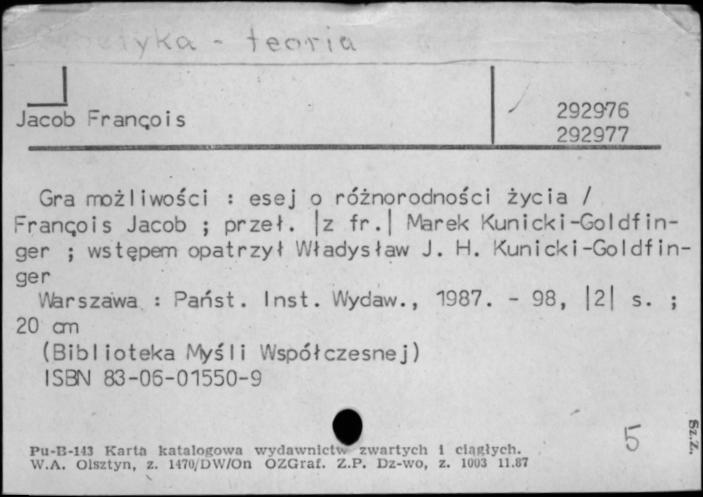 - teoria
Jacob François
292976
292977
Gra możliwości : esej o różnorodności życia /
François Jacob ; przeł. |z fr.| Marek Kunicki-Goldfin-
ger ; wstępem opatrzył Władysław J. H. Kunicki-Goldfin-
ger
Warszawa : Państ. Inst. Wydaw., 1987. - 98, |2| s. ;
20 cm
(Biblioteka Myśli Współczesnej)
ISBN 83-06-01550-9
Pu-B-143 Karta katalogowa wydawnictw zwartych i ciągłych.
W.A. Olsztyn, z. 1470/DW/On OZGraf. Z.P. Dz-wo, z. 1003 11.87
5
Sz.Z.